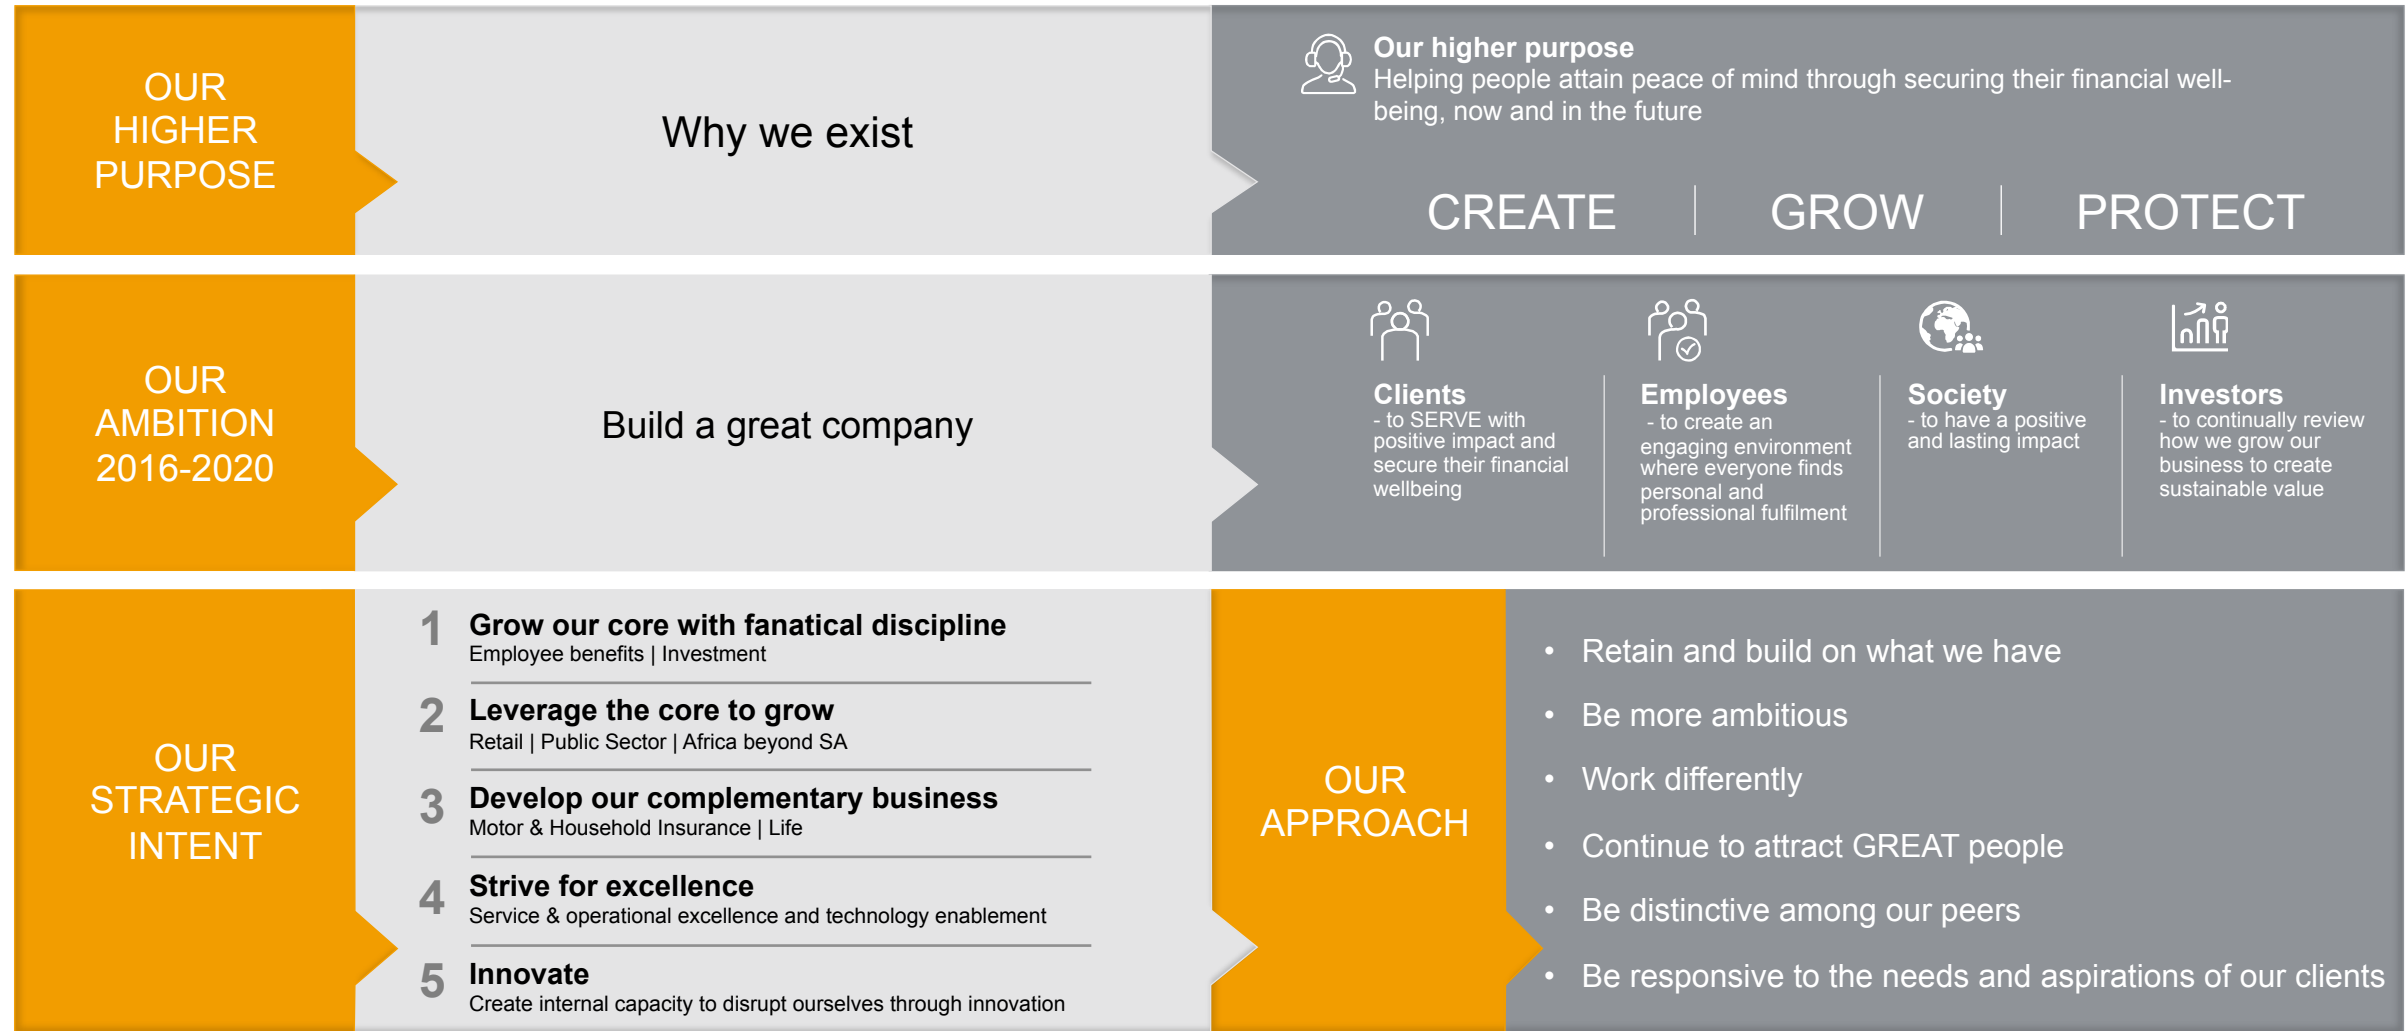 OUR
HIGHER
PURPOSE
Why we exist
Our higher purpose
Helping people attain peace of mind through securing their financial well-
being, now and in the future
CREATE
GROW
PROTECT
OUR
AMBITION
2016-2020
Build a great company
Clients
- to SERVE with
positive impact and
secure their financial
wellbeing
Employees
- to create an
engaging environment
where everyone finds
personal and
professional fulfilment
Society
- to have a positive
and lasting impact
Investors
- to continually review
how we grow our
business to create
sustainable value
OUR
STRATEGIC
INTENT
1 Grow our core with fanatical discipline
Employee benefits | Investment
2 Leverage the core to grow
Retail | Public Sector | Africa beyond SA
3 Develop our complementary business
Motor & Household Insurance | Life
4 Strive for excellence
Service & operational excellence and technology enablement
5 Innovate
Create internal capacity to disrupt ourselves through innovation
OUR
APPROACH
• Retain and build on what we have
• Be more ambitious
• Work differently
• Continue to attract GREAT people
• Be distinctive among our peers
• Be responsive to the needs and aspirations of our clients